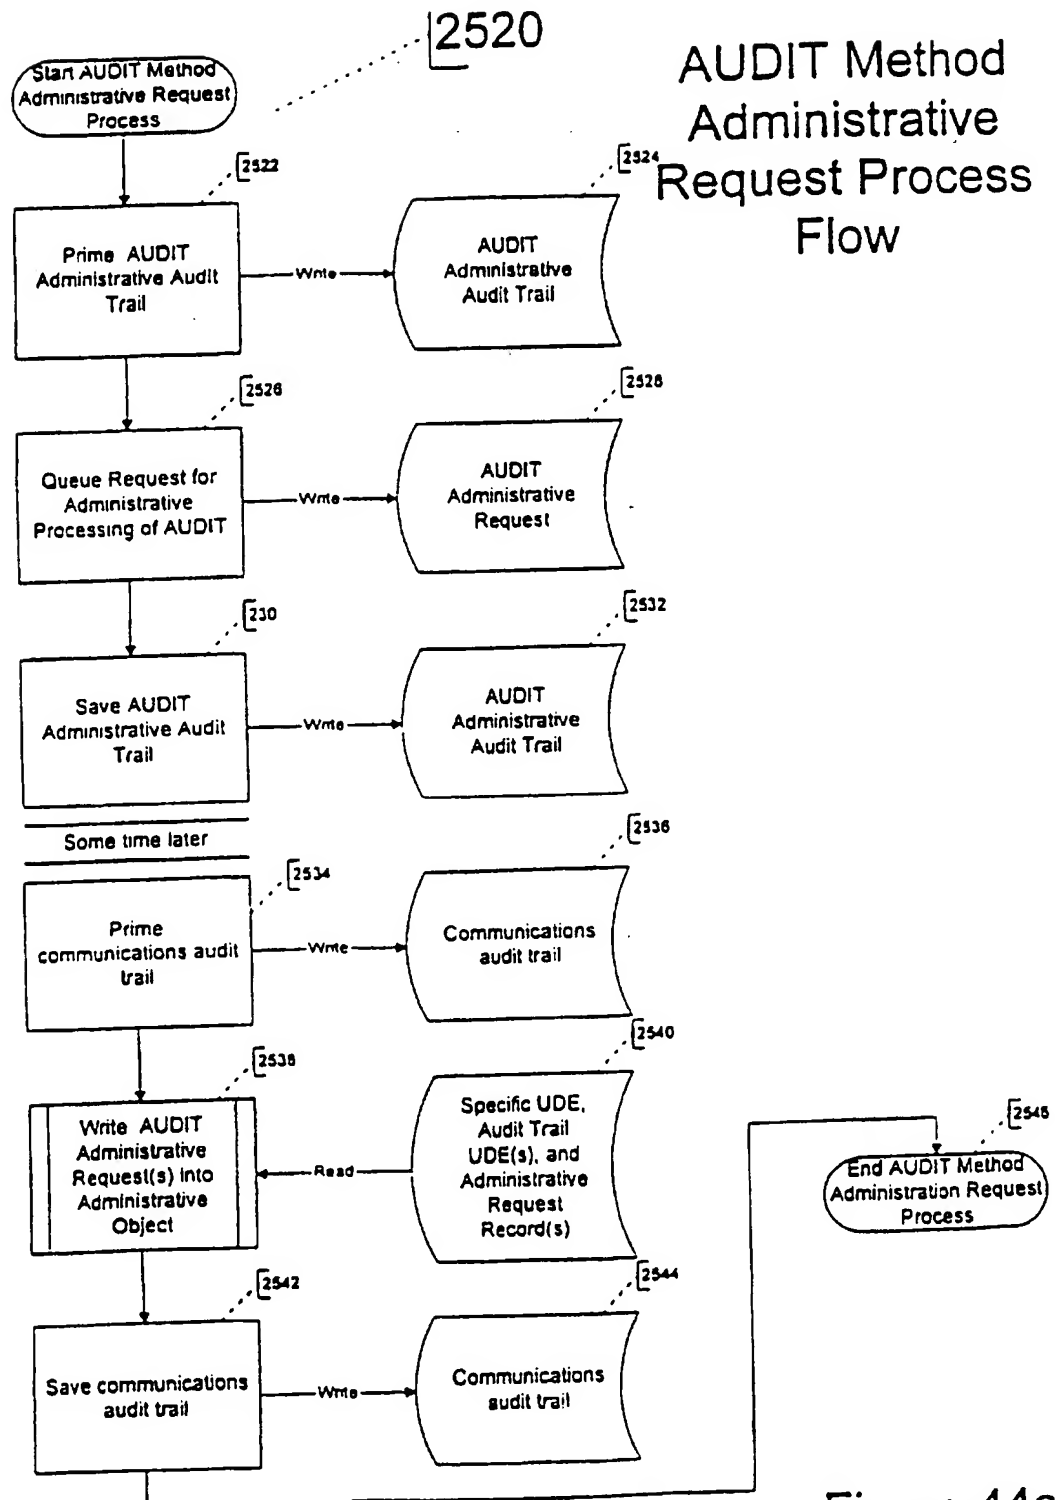 2520
AUDIT Method
Administrative
Request Process
Flow
Start AUDIT Method
Administrative Request
Process
2522
Prime AUDIT
Administrative Audit
Trail
Write
2524
AUDIT
Administrative
Audit Trail
2526
Queue Request for
Administrative
Processing of AUDIT
Write
2528
AUDIT
Administrative
Request
230
Save AUDIT
Administrative Audit
Trail
Write
2532
AUDIT
Administrative
Audit Trail
Some time later
2534
Prime
communications audit
trail
Write
2536
Communications
audit trail
2538
Write AUDIT
Administrative
Request(s) into
Administrative
Object
Read
2540
Specific UDE,
Audit Trail
UDE(s), and
Administrative
Request
Record(s)
2542
Save communications
audit trail
Write
2544
Communications
audit trail
End AUDIT Method
Administration Request
Process